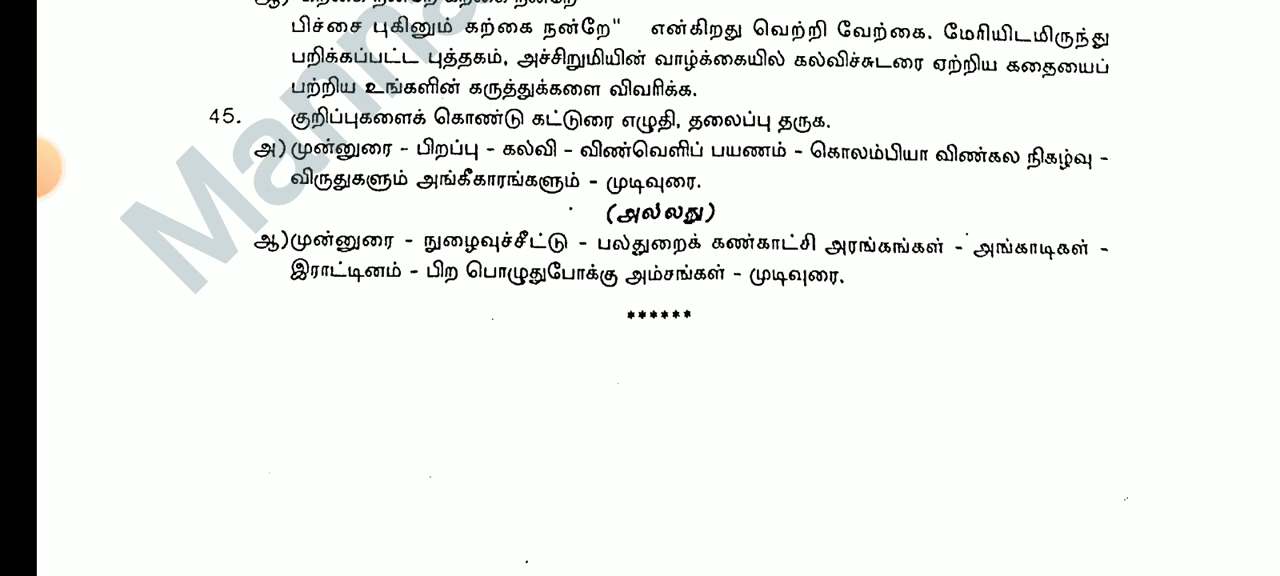 பிச்சை புகினும் கற்கை நன்றே" என்கிறது வெற்றி வேற்கை. மேரியிடமிருந்து
பறிக்கப்பட்ட புத்தகம், அச்சிறுமியின் வாழ்க்கையில் கல்விச்சுடரை ஏற்றிய கதையைப்
பற்றிய உங்களின் கருத்துக்களை விவரிக்க.
45. குறிப்புகளைக் கொண்டு கட்டுரை எழுதி, தலைப்பு தருக.
அ) முன்னுரை - பிறப்பு - கல்வி - விண்வெளிப் பயணம் - கொலம்பியா விண்கல நிகழ்வு -
விருதுகளும் அங்கீகாரங்களும் - முடிவுரை.
(அல்லது)
ஆ) முன்னுரை - நுழைவுச்சீட்டு - பல்துறைக் கண்காட்சி அரங்கங்கள் - அங்காடிகள் -
இராட்டினம் - பிற பொழுதுபோக்கு அம்சங்கள் - முடிவுரை.
******